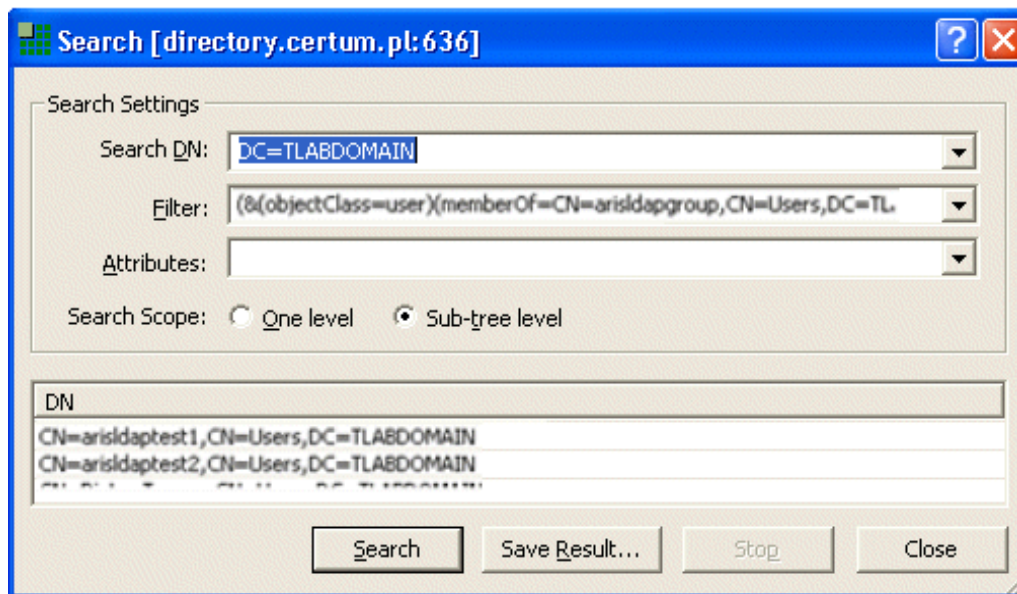 Search [directory.certum.pl:636]
Search Settings
Search DN: DC=TLABDOMAIN
Filter: (&(objectClass=user)(memberOf=CN=arisldapgroup,CN=Users,DC=TL
Attributes:
Search Scope: One level Sub-tree level
DN
CN=arisldaptest1,CN=Users,DC=TLABDOMAIN
CN=arisldaptest2,CN=Users,DC=TLABDOMAIN
Search Save Result... Stop Close